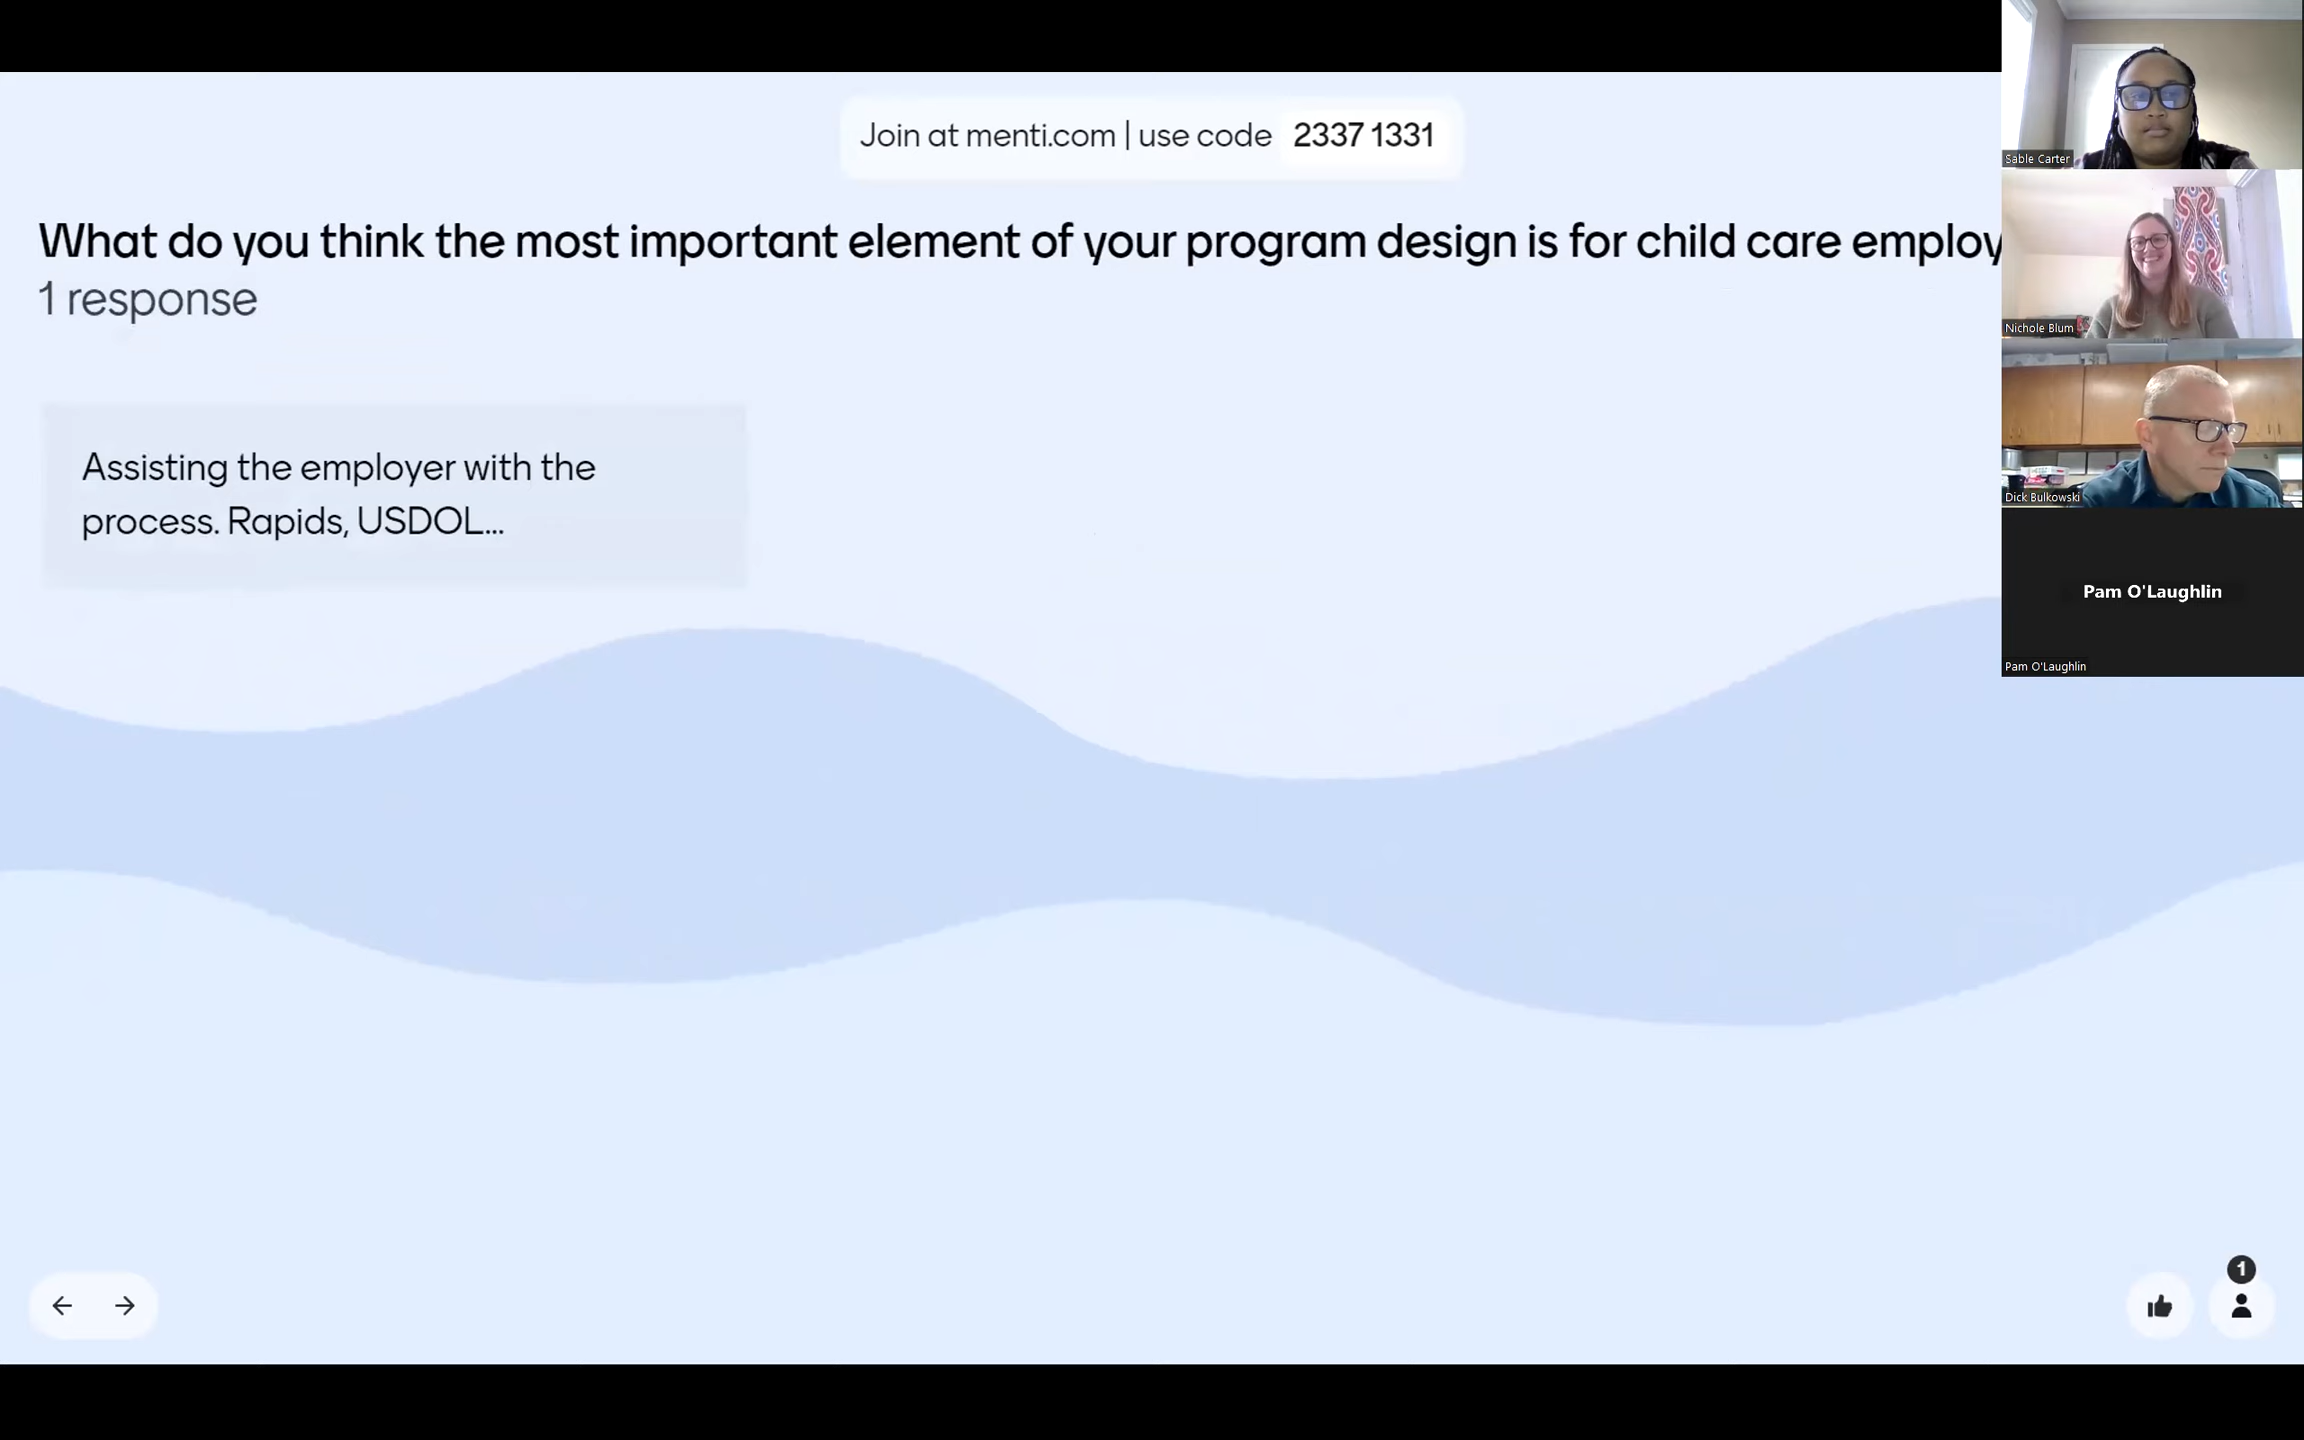 Join at menti.com | use code 2337 1331
What do you think the most important element of your program design is for child care employ
1 response
Assisting the employer with the
process. Rapids, USDOL...
Sable Carter
Nichole Blum
Dick Bulkowski
Pam O'Laughlin
Pam O'Laughlin
1